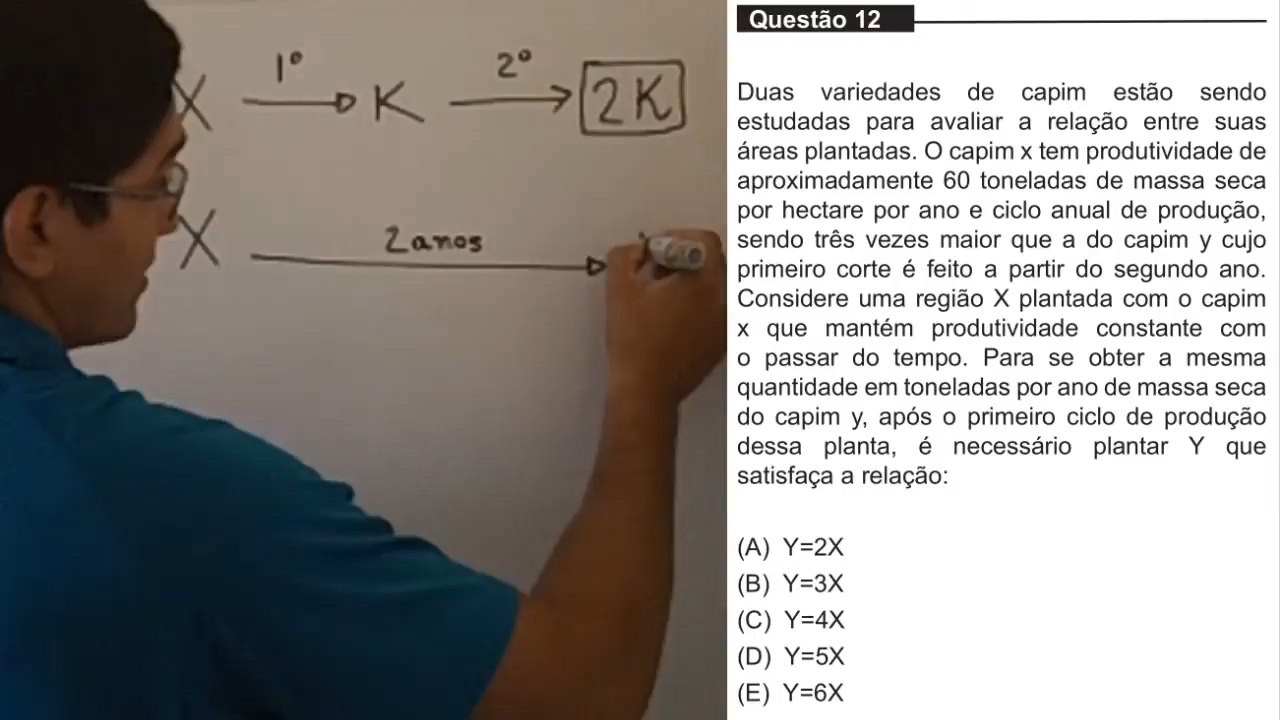 X 1º K 2º 2K
X 2 anos
Questão 12
Duas variedades de capim estão sendo
estudadas para avaliar a relação entre suas
áreas plantadas. O capim x tem produtividade de
aproximadamente 60 toneladas de massa seca
por hectare por ano e ciclo anual de produção,
sendo três vezes maior que a do capim y cujo
primeiro corte é feito a partir do segundo ano.
Considere uma região X plantada com o capim
x que mantém produtividade constante com
o passar do tempo. Para se obter a mesma
quantidade em toneladas por ano de massa seca
do capim y, após o primeiro ciclo de produção
dessa planta, é necessário plantar Y que
satisfaça a relação:
(A) Y=2X
(B) Y=3X
(C) Y=4X
(D) Y=5X
(E) Y=6X